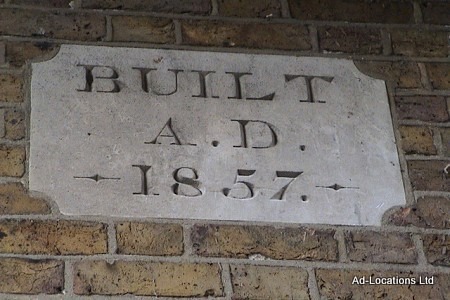 BUILT
A.D.
1857.
Ad-Locations Ltd